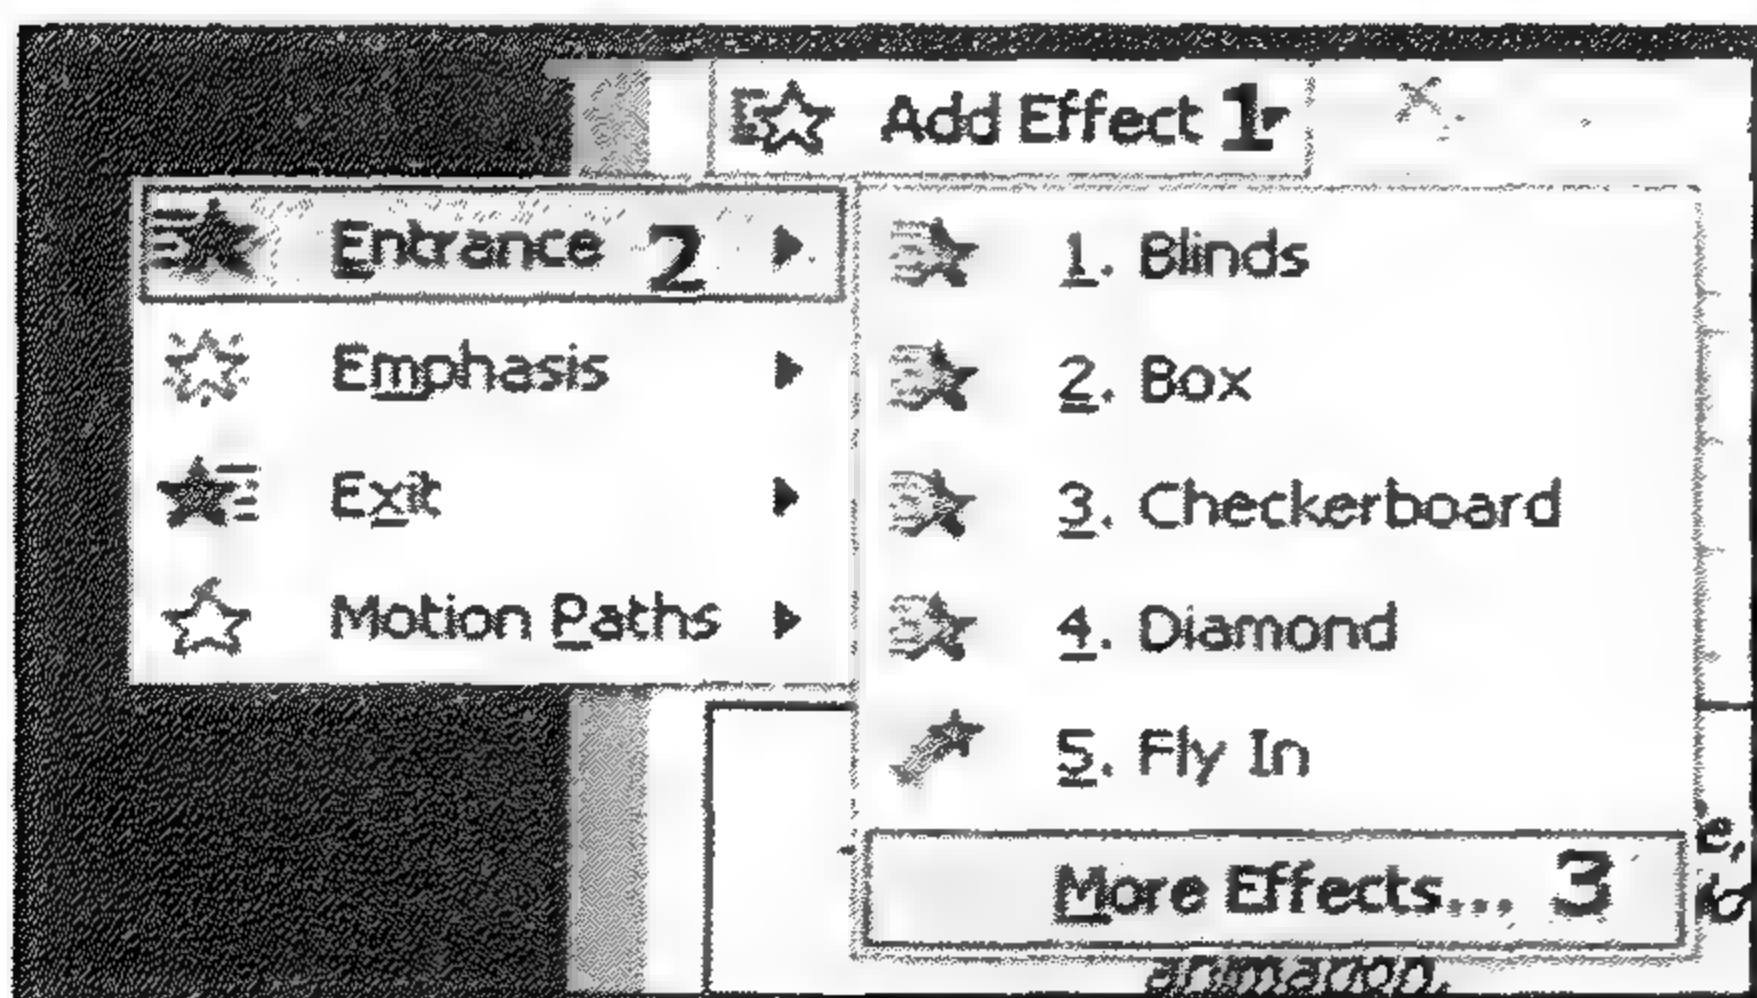 Add Effect 1
Entrance 2
Emphasis
Exit
Motion Paths
1. Blinds
2. Box
3. Checkerboard
4. Diamond
5. Fly In
More Effects... 3
animation,